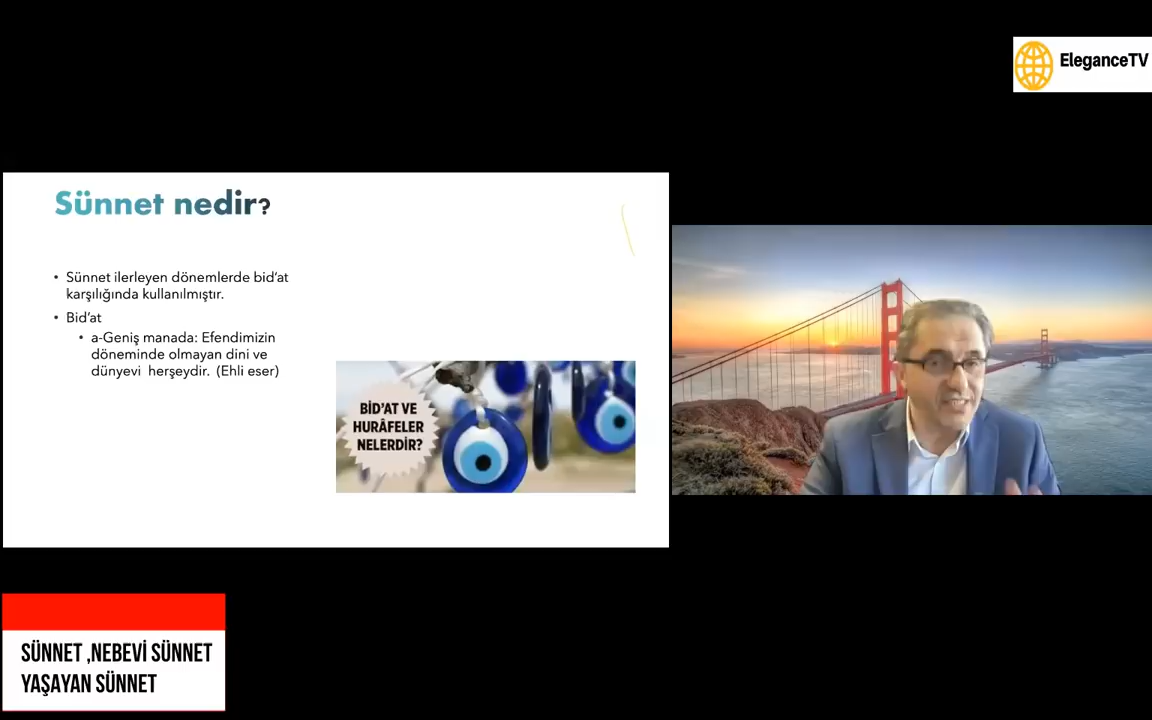 EleganceTV
Sünnet nedir?
• Sünnet ilerleyen dönemlerde bid'at
karşılığında kullanılmıştır.
• Bid'at
• a-Geniş manada: Efendimizin
döneminde olmayan dini ve
dünyevi herşeydir. (Ehli eser)
BİD'AT VE
HURÂFELER
NELERDİR?
SÜNNET ,NEBEVİ SÜNNET
YAŞAYAN SÜNNET